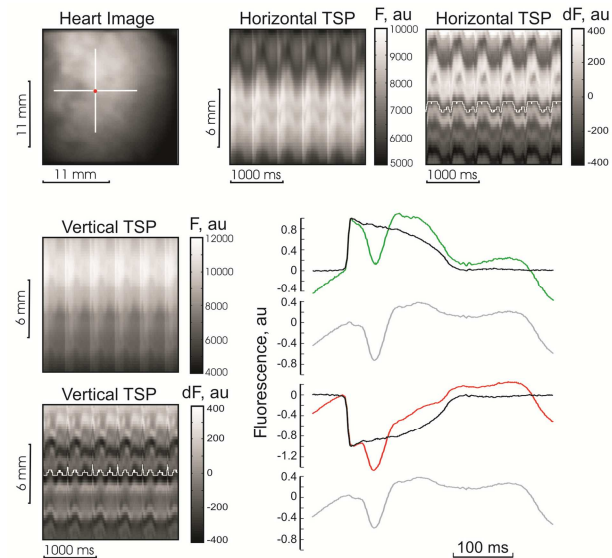 Heart Image
11 mm
11 mm
Horizontal TSP
F, au
6 mm
10000
9000
8000
7000
6000
5000
1000 ms
Horizontal TSP
dF, au
400
200
0
-200
-400
1000 ms
Vertical TSP
F, au
6 mm
12000
10000
8000
6000
4000
Vertical TSP
dF, au
6 mm
400
200
0
-200
-400
1000 ms
Fluorescence, au
0.8
0.4
0
-0.4
0.4
0
-0.4
-0.8
0.4
0
-0.4
-0.8
-1.2
0.4
0
-0.4
-0.8
100 ms